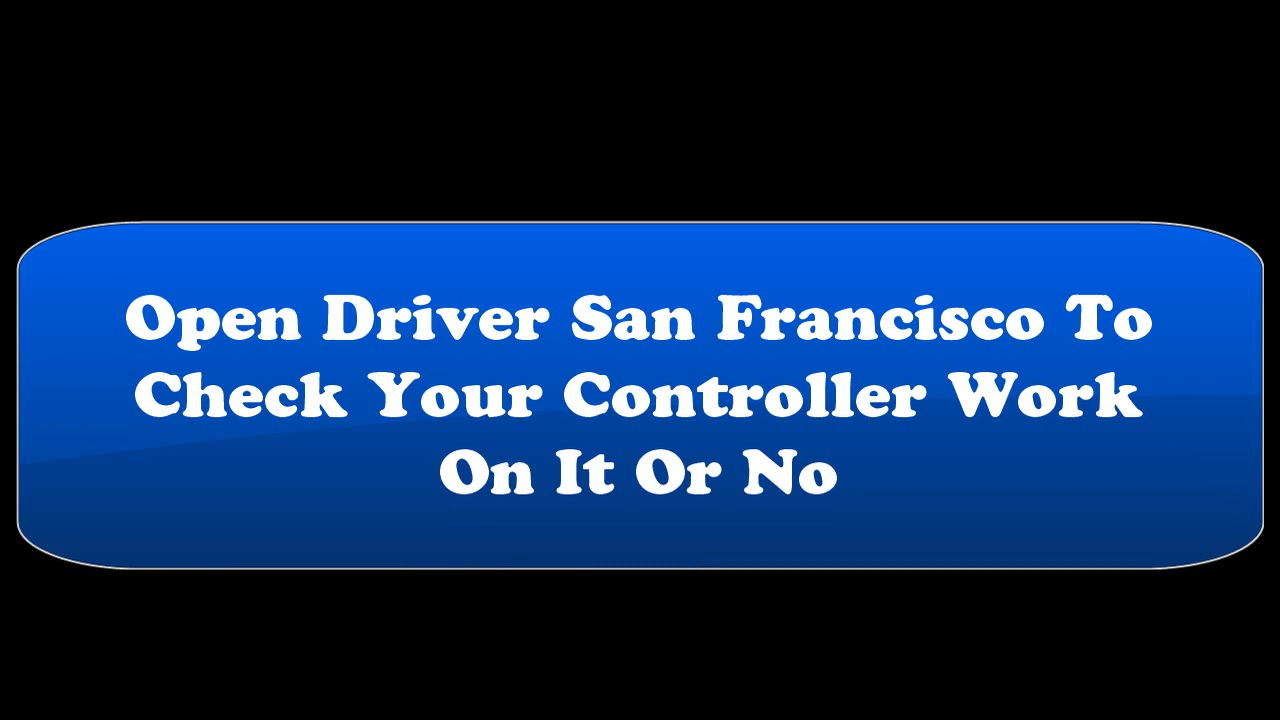 Open Driver San Francisco To
Check Your Controller Work
On It Or No